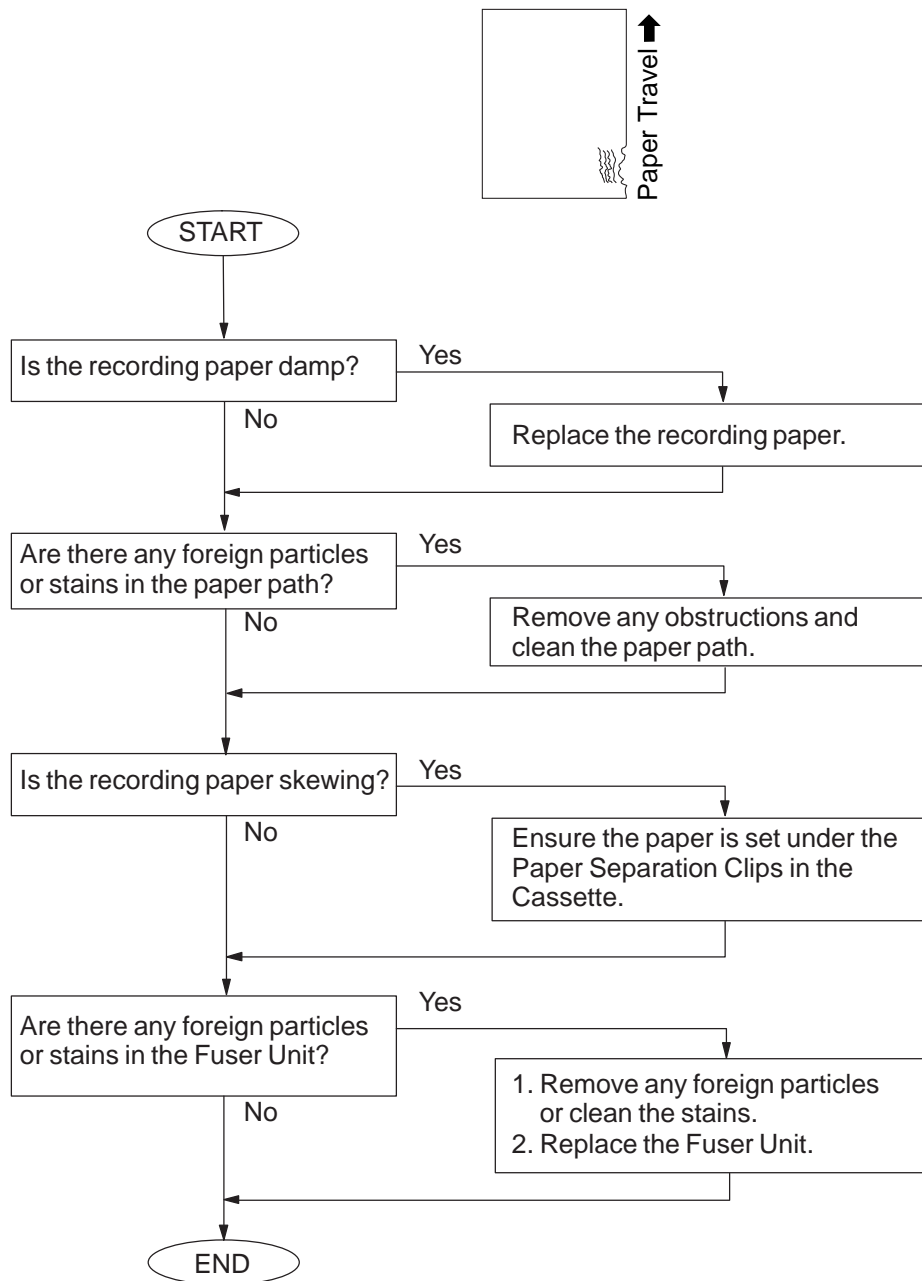 Paper Travel
START
Is the recording paper damp?
Yes
No
Replace the recording paper.
Are there any foreign particles
or stains in the paper path?
Yes
No
Remove any obstructions and
clean the paper path.
Is the recording paper skewing?
Yes
No
Ensure the paper is set under the
Paper Separation Clips in the
Cassette.
Are there any foreign particles
or stains in the Fuser Unit?
Yes
No
1. Remove any foreign particles
or clean the stains.
2. Replace the Fuser Unit.
END